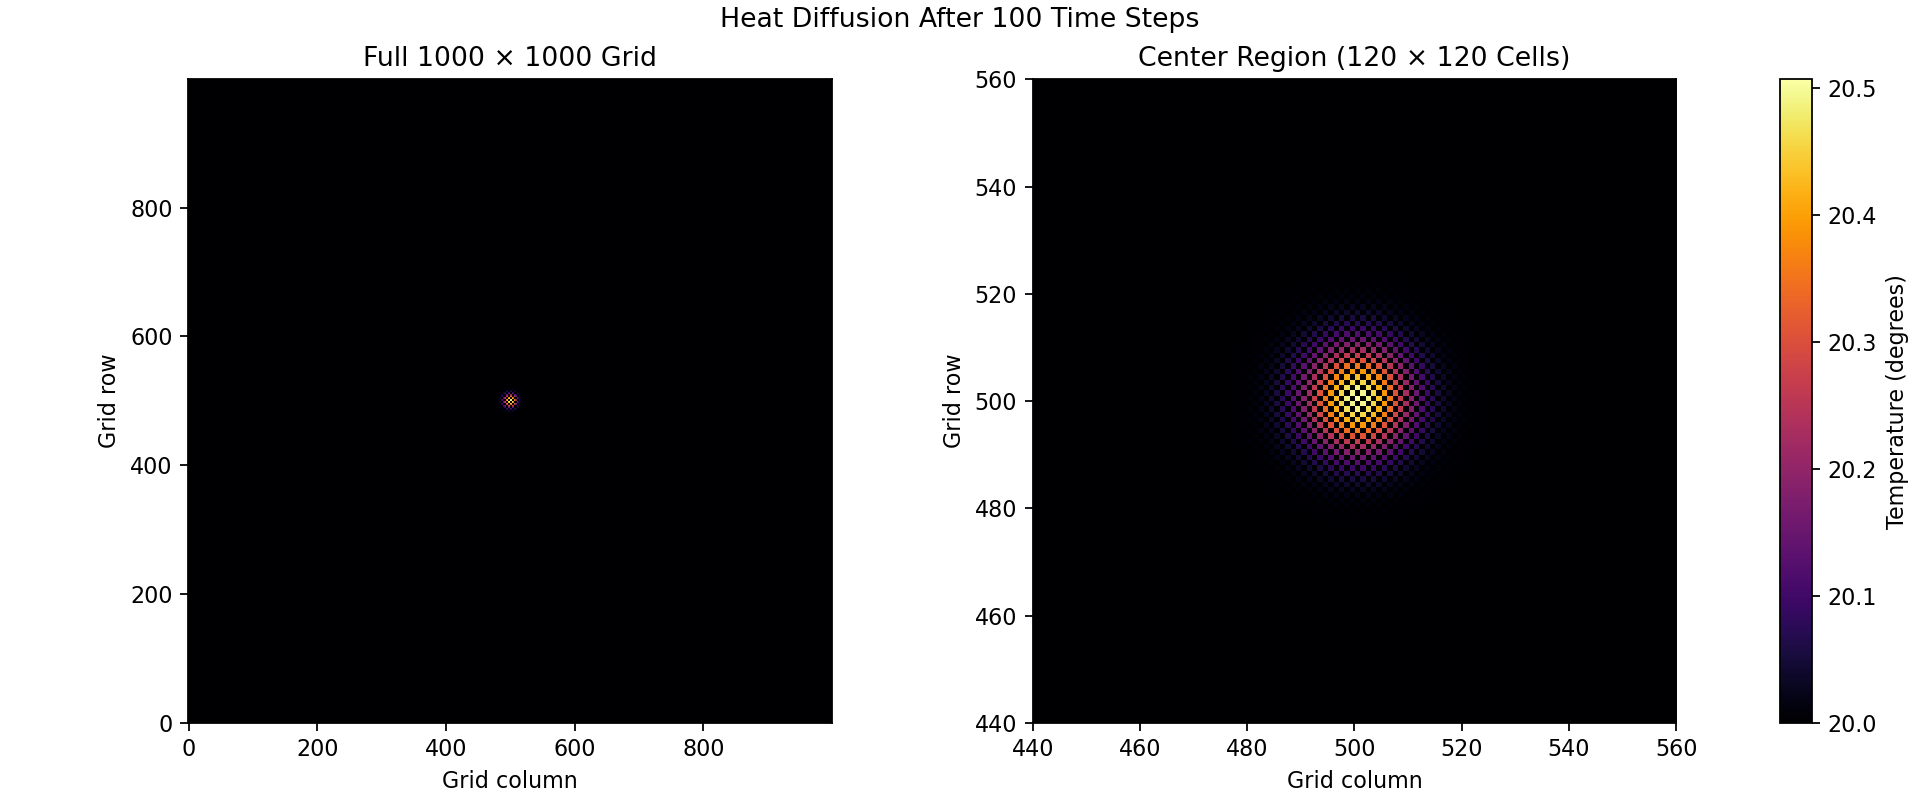 Heat Diffusion After 100 Time Steps
Full 1000 × 1000 Grid
800
600
400
200
0
Grid row
0 200 400 600 800
Grid column
Center Region (120 × 120 Cells)
560
540
520
500
480
460
440
Grid row
440 460 480 500 520 540 560
Grid column
20.5
20.4
20.3
20.2
20.1
20.0
Temperature (degrees)